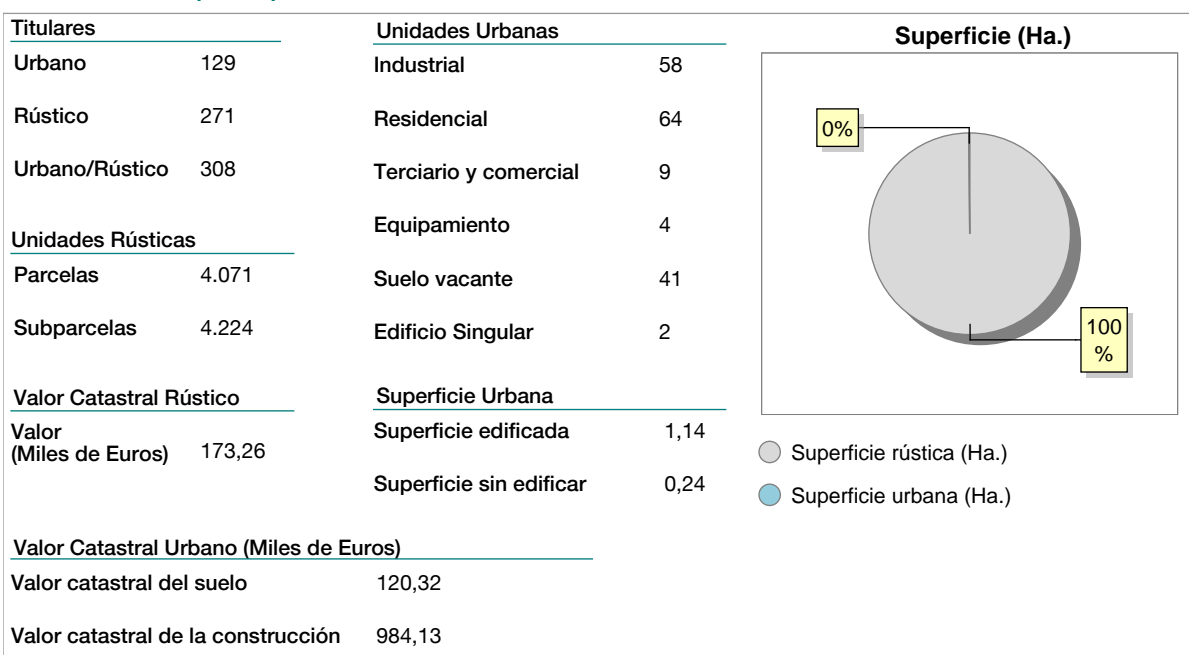 Titulares
Urbano 129
Rústico 271
Urbano/Rústico 308
Unidades Rústicas
Parcelas 4.071
Subparcelas 4.224
Valor Catastral Rústico
Valor
(Miles de Euros) 173,26
Unidades Urbanas
Industrial 58
Residencial 64
Terciario y comercial 9
Equipamiento 4
Suelo vacante 41
Edificio Singular 2
Superficie Urbana
Superficie edificada 1,14
Superficie sin edificar 0,24
Valor Catastral Urbano (Miles de Euros)
Valor catastral del suelo 120,32
Valor catastral de la construcción 984,13
Superficie (Ha.)
0%
100
%
Superficie rústica (Ha.)
Superficie urbana (Ha.)